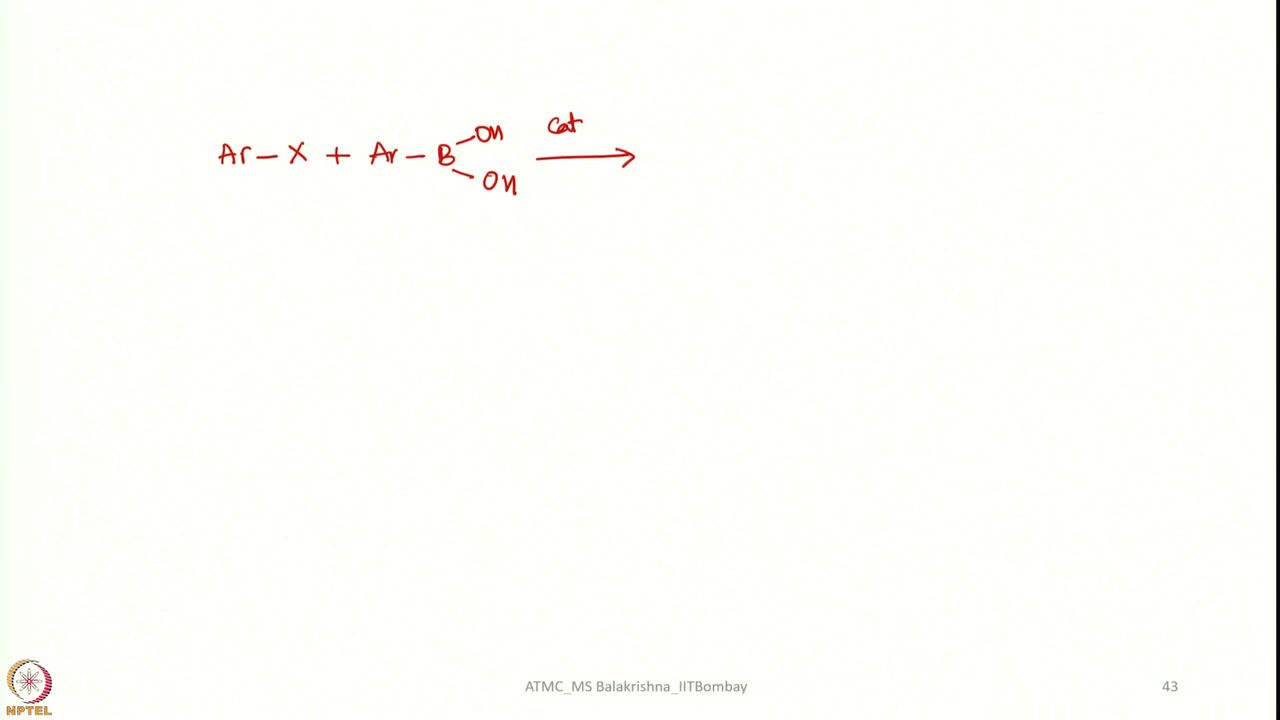 cat
Ar — X + Ar — B — OH ⟶
— OH
ATMC_MS Balakrishna_IITBombay
43
NPTEL